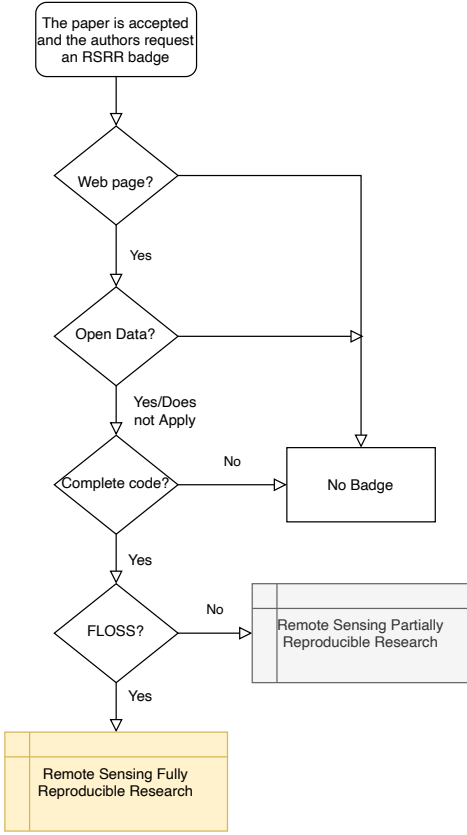 The paper is accepted
and the authors request
an RSRR badge
Web page?
Yes
Open Data?
Yes/Does
not Apply
Complete code?
No
No Badge
Yes
FLOSS?
No
Remote Sensing Partially
Reproducible Research
Yes
Remote Sensing Fully
Reproducible Research